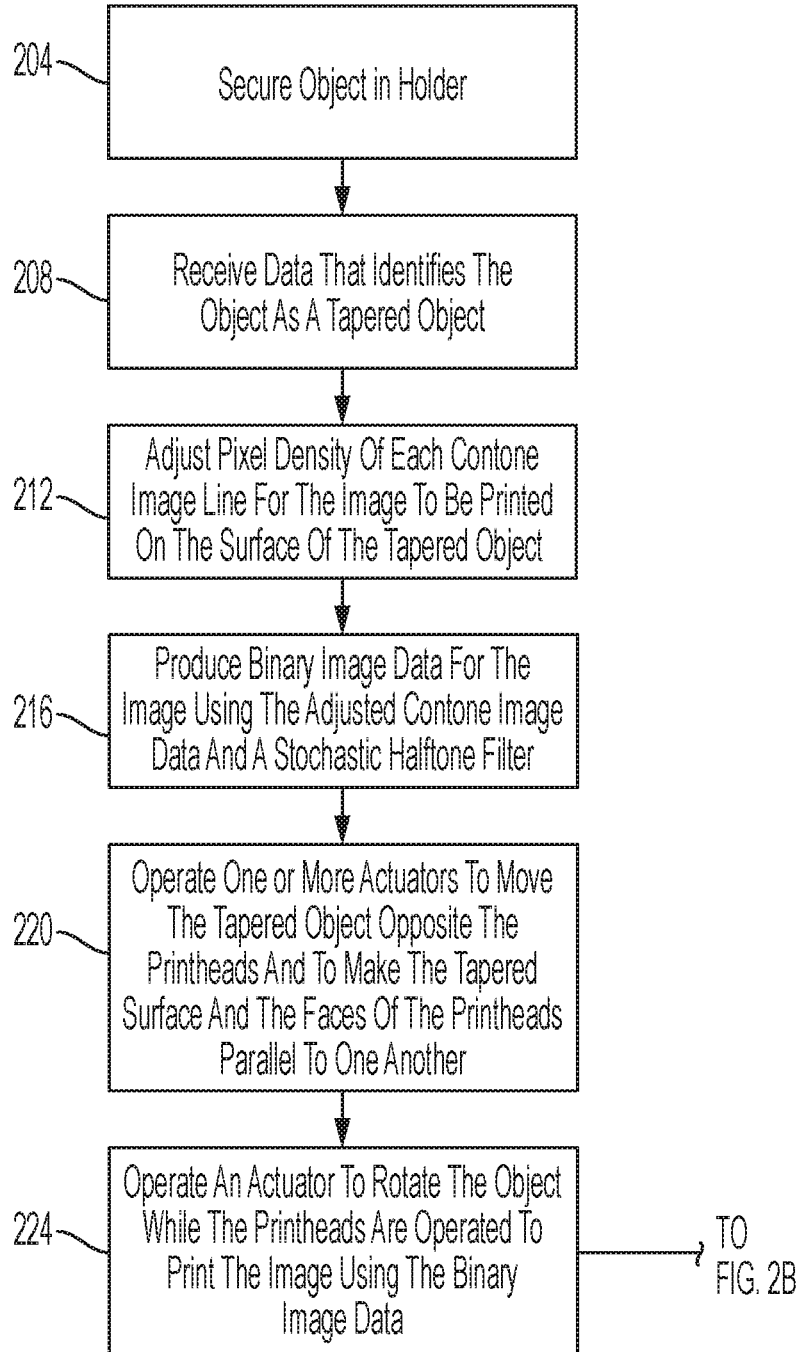 204
Secure Object in Holder
208
Receive Data That Identifies The
Object As A Tapered Object
212
Adjust Pixel Density Of Each Contone
Image Line For The Image To Be Printed
On The Surface Of The Tapered Object
216
Produce Binary Image Data For The
Image Using The Adjusted Contone Image
Data And A Stochastic Halftone Filter
220
Operate One or More Actuators To Move
The Tapered Object Opposite The
Printheads And To Make The Tapered
Surface And The Faces Of The Printheads
Parallel To One Another
224
Operate An Actuator To Rotate The Object
While The Printheads Are Operated To
Print The Image Using The Binary
Image Data
TO
FIG. 2B